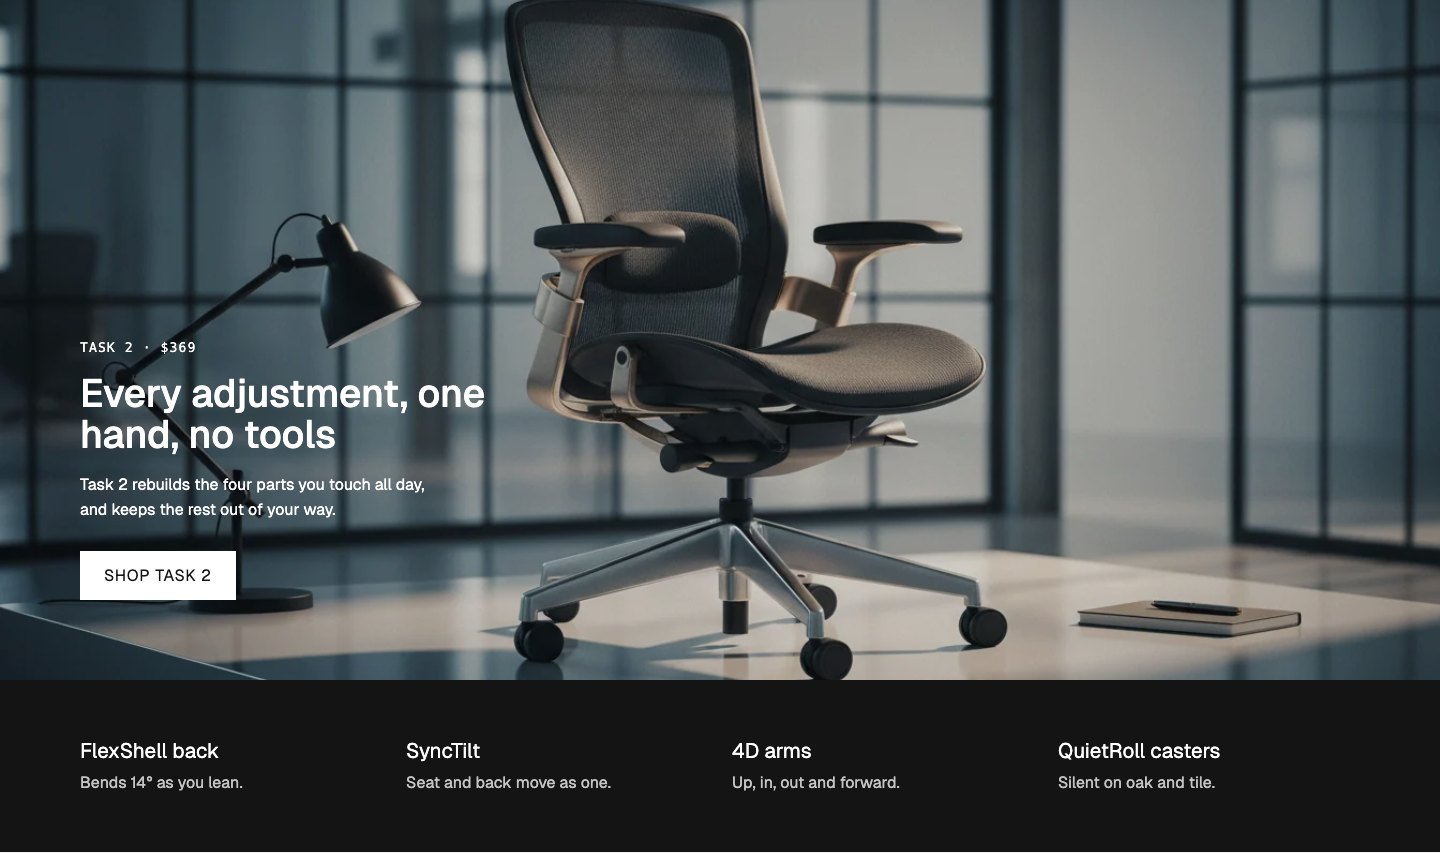 TASK 2 · $369
Every adjustment, one
hand, no tools
Task 2 rebuilds the four parts you touch all day,
and keeps the rest out of your way.
SHOP TASK 2
FlexShell back
Bends 14° as you lean.
SyncTilt
Seat and back move as one.
4D arms
Up, in, out and forward.
QuietRoll casters
Silent on oak and tile.